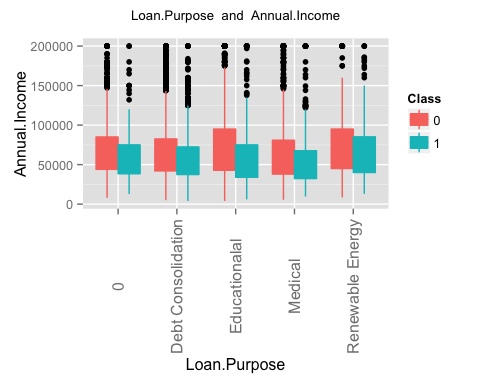 Loan.Purpose and Annual.Income
Annual.Income
200000
150000
100000
50000
0
Class
0
1
0
Debt Consolidation
Educationalal
Medical
Renewable Energy
Loan.Purpose